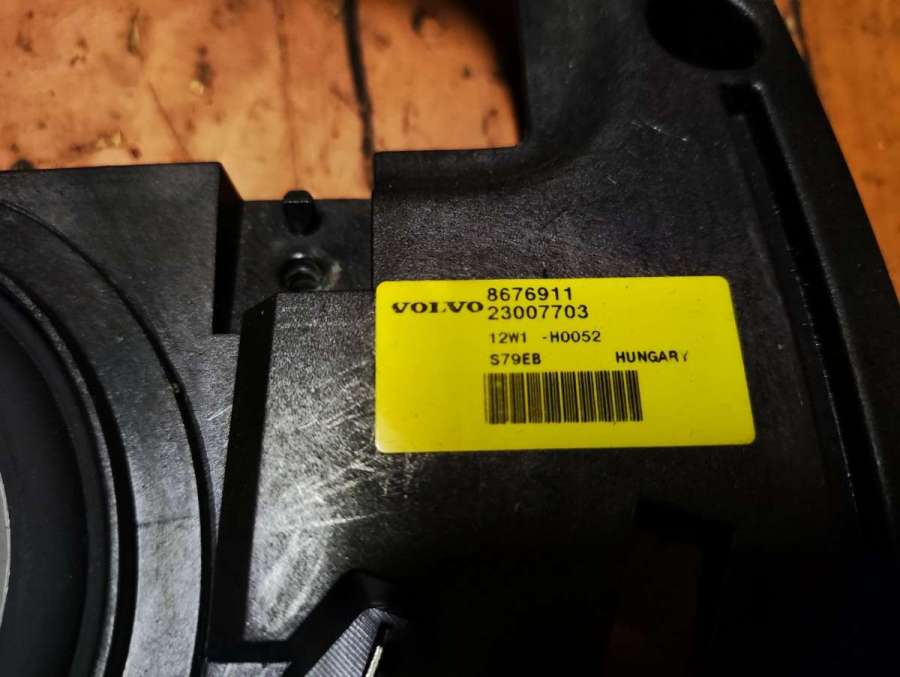 VOLVO 8676911
23007703
12W1 -H0052
S79EB HUNGARY